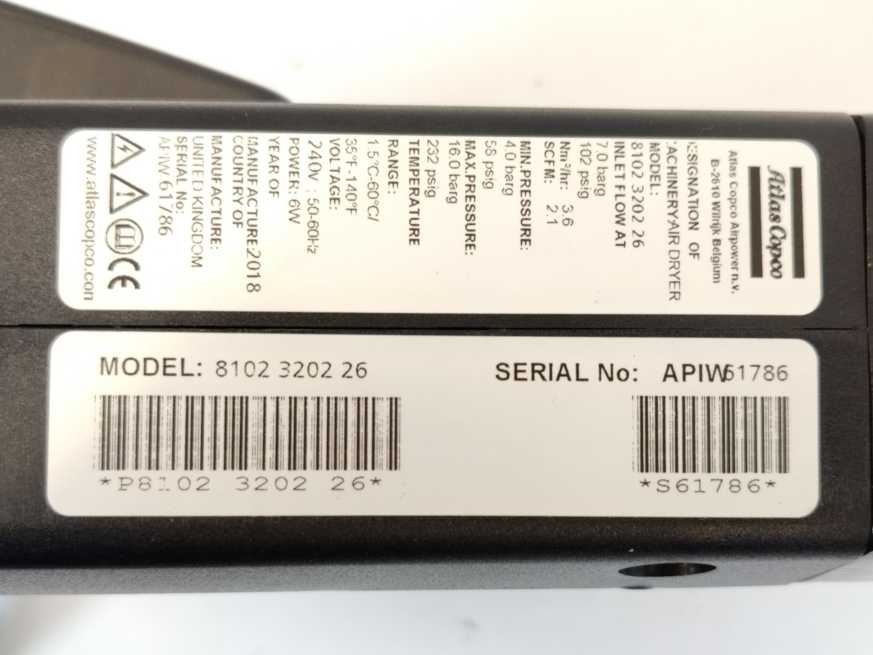 Atlas Copco
Atlas Copco Airpower n.v.
B-2610 Wilrijk Belgium
ESIGNATION OF
ACHINERYAIR DRYER
MODEL:
8102 3202 26
INLET FLOW AT
7.0 barg
102 psig
Nm³/hr: 3.6
SCFM: 2.1
MIN.PRESSURE:
4.0 barg
58 psig
MAX.PRESSURE:
16.0 barg
232 psig
TEMPERATURE
RANGE:
1.5°C-60°C/
35°F-140°F
VOLTAGE:
240v : 50-60Hz
POWER: 6W
YEAR OF
MANUFACTURE2018
COUNTRY OF
MANUFACTURE:
UNITED KINGDOM
SERIAL No:
APIW 61786
CE
www.atlascopco.com
MODEL: 8102 3202 26
SERIAL No: APIW61786
*P8102 3202 26*
*S61786*